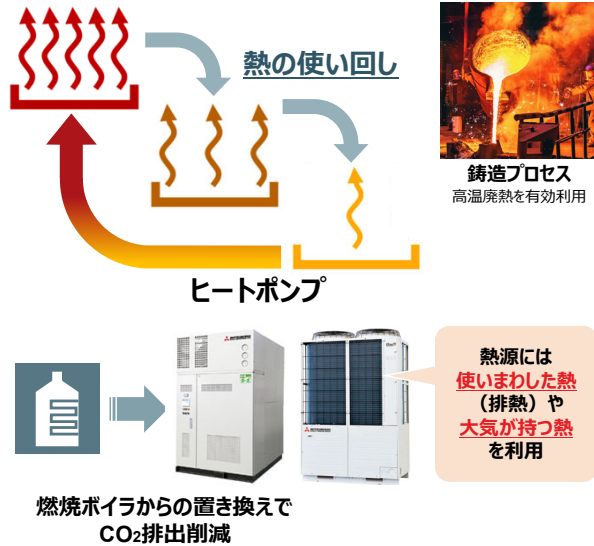 熱の使い回し
鋳造プロセス
高温廃熱を有効利用
ヒートポンプ
熱源には
使いまわした熱
（排熱）や
大気が持つ熱
を利用
燃焼ボイラからの置き換えで
CO₂排出削減